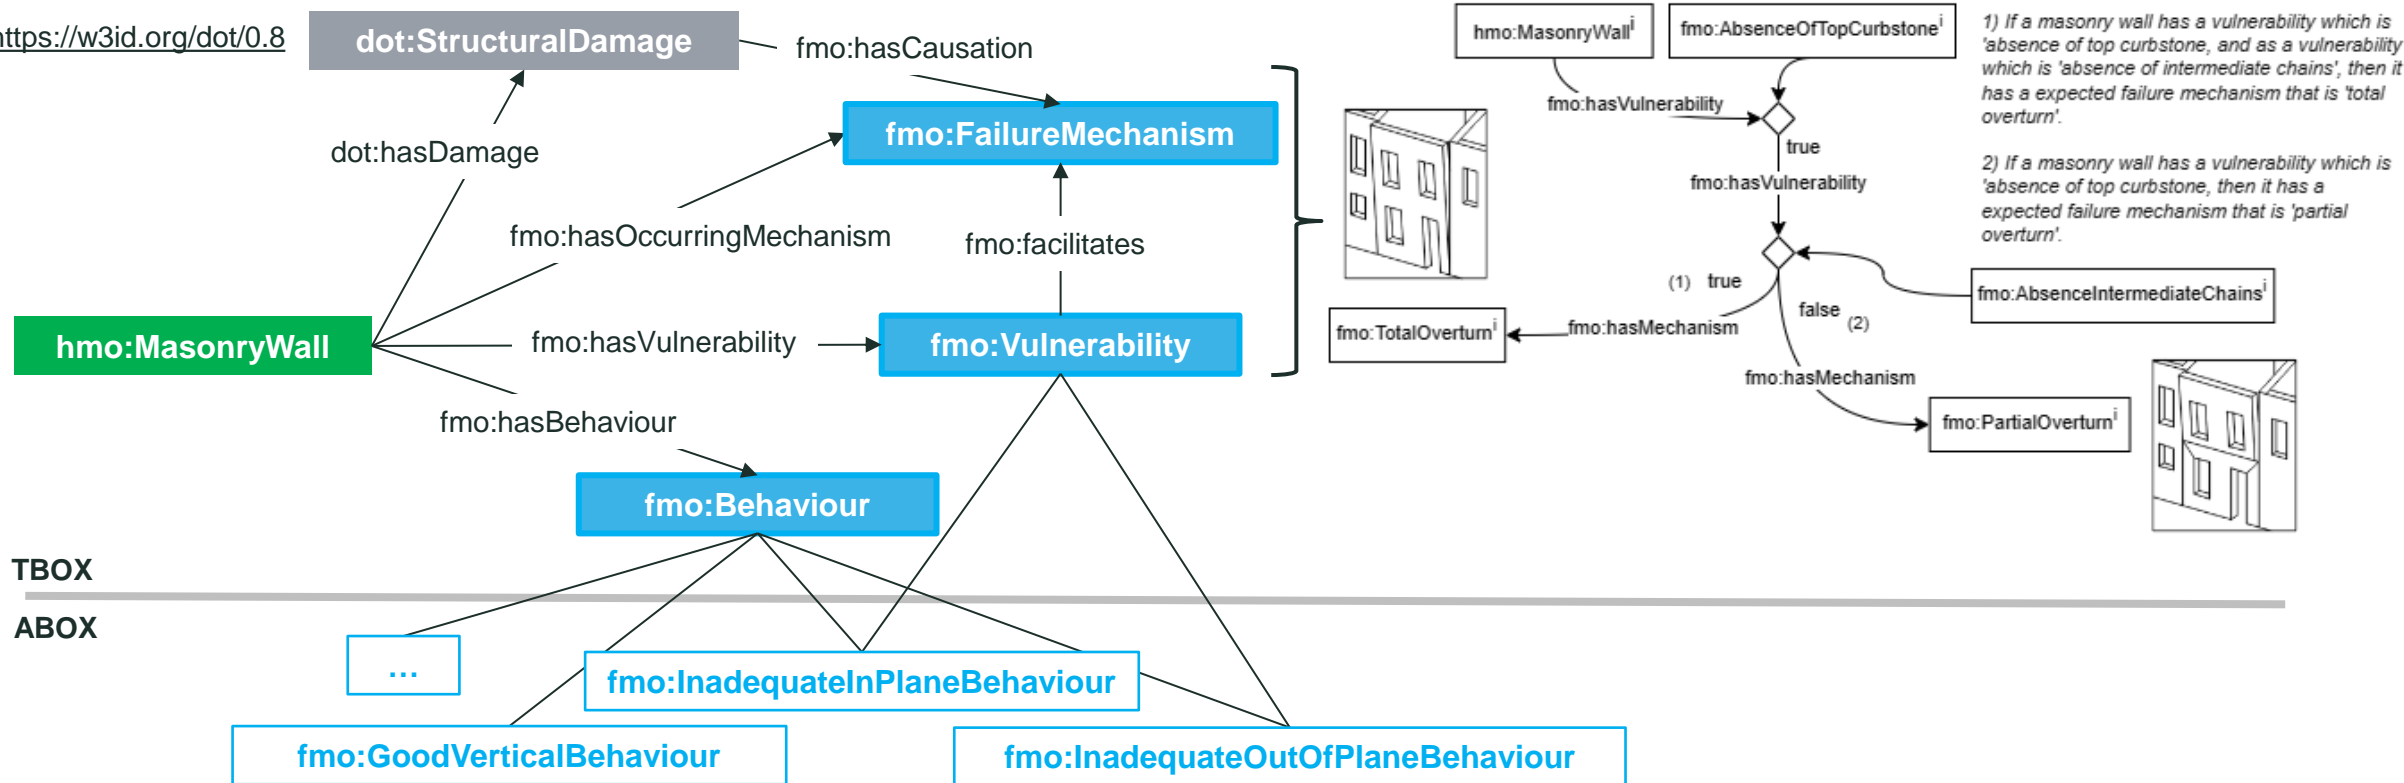 https://w3id.org/dot/0.8
dot:StructuralDamage
fmo:hasCausation
fmo:FailureMechanism
dot:hasDamage
fmo:hasOccurringMechanism
fmo:facilitates
hmo:MasonryWall
fmo:hasVulnerability
fmo:Vulnerability
fmo:hasBehaviour
fmo:Behaviour
TBOX
ABOX
...
fmo:InadequateInPlaneBehaviour
fmo:GoodVerticalBehaviour
fmo:InadequateOutOfPlaneBehaviour
hmo:MasonryWall i
fmo:AbsenceOfTopCurbstone i
fmo:hasVulnerability
true
fmo:hasVulnerability
(1) true
false
(2)
fmo:AbsenceIntermediateChains i
fmo:TotalOverturn i
fmo:hasMechanism
fmo:hasMechanism
fmo:PartialOverturn i
1) If a masonry wall has a vulnerability which is
'absence of top curbstone, and as a vulnerability
which is 'absence of intermediate chains', then it
has a expected failure mechanism that is 'total
overturn'.
2) If a masonry wall has a vulnerability which is
'absence of top curbstone, then it has a
expected failure mechanism that is 'partial
overturn'.